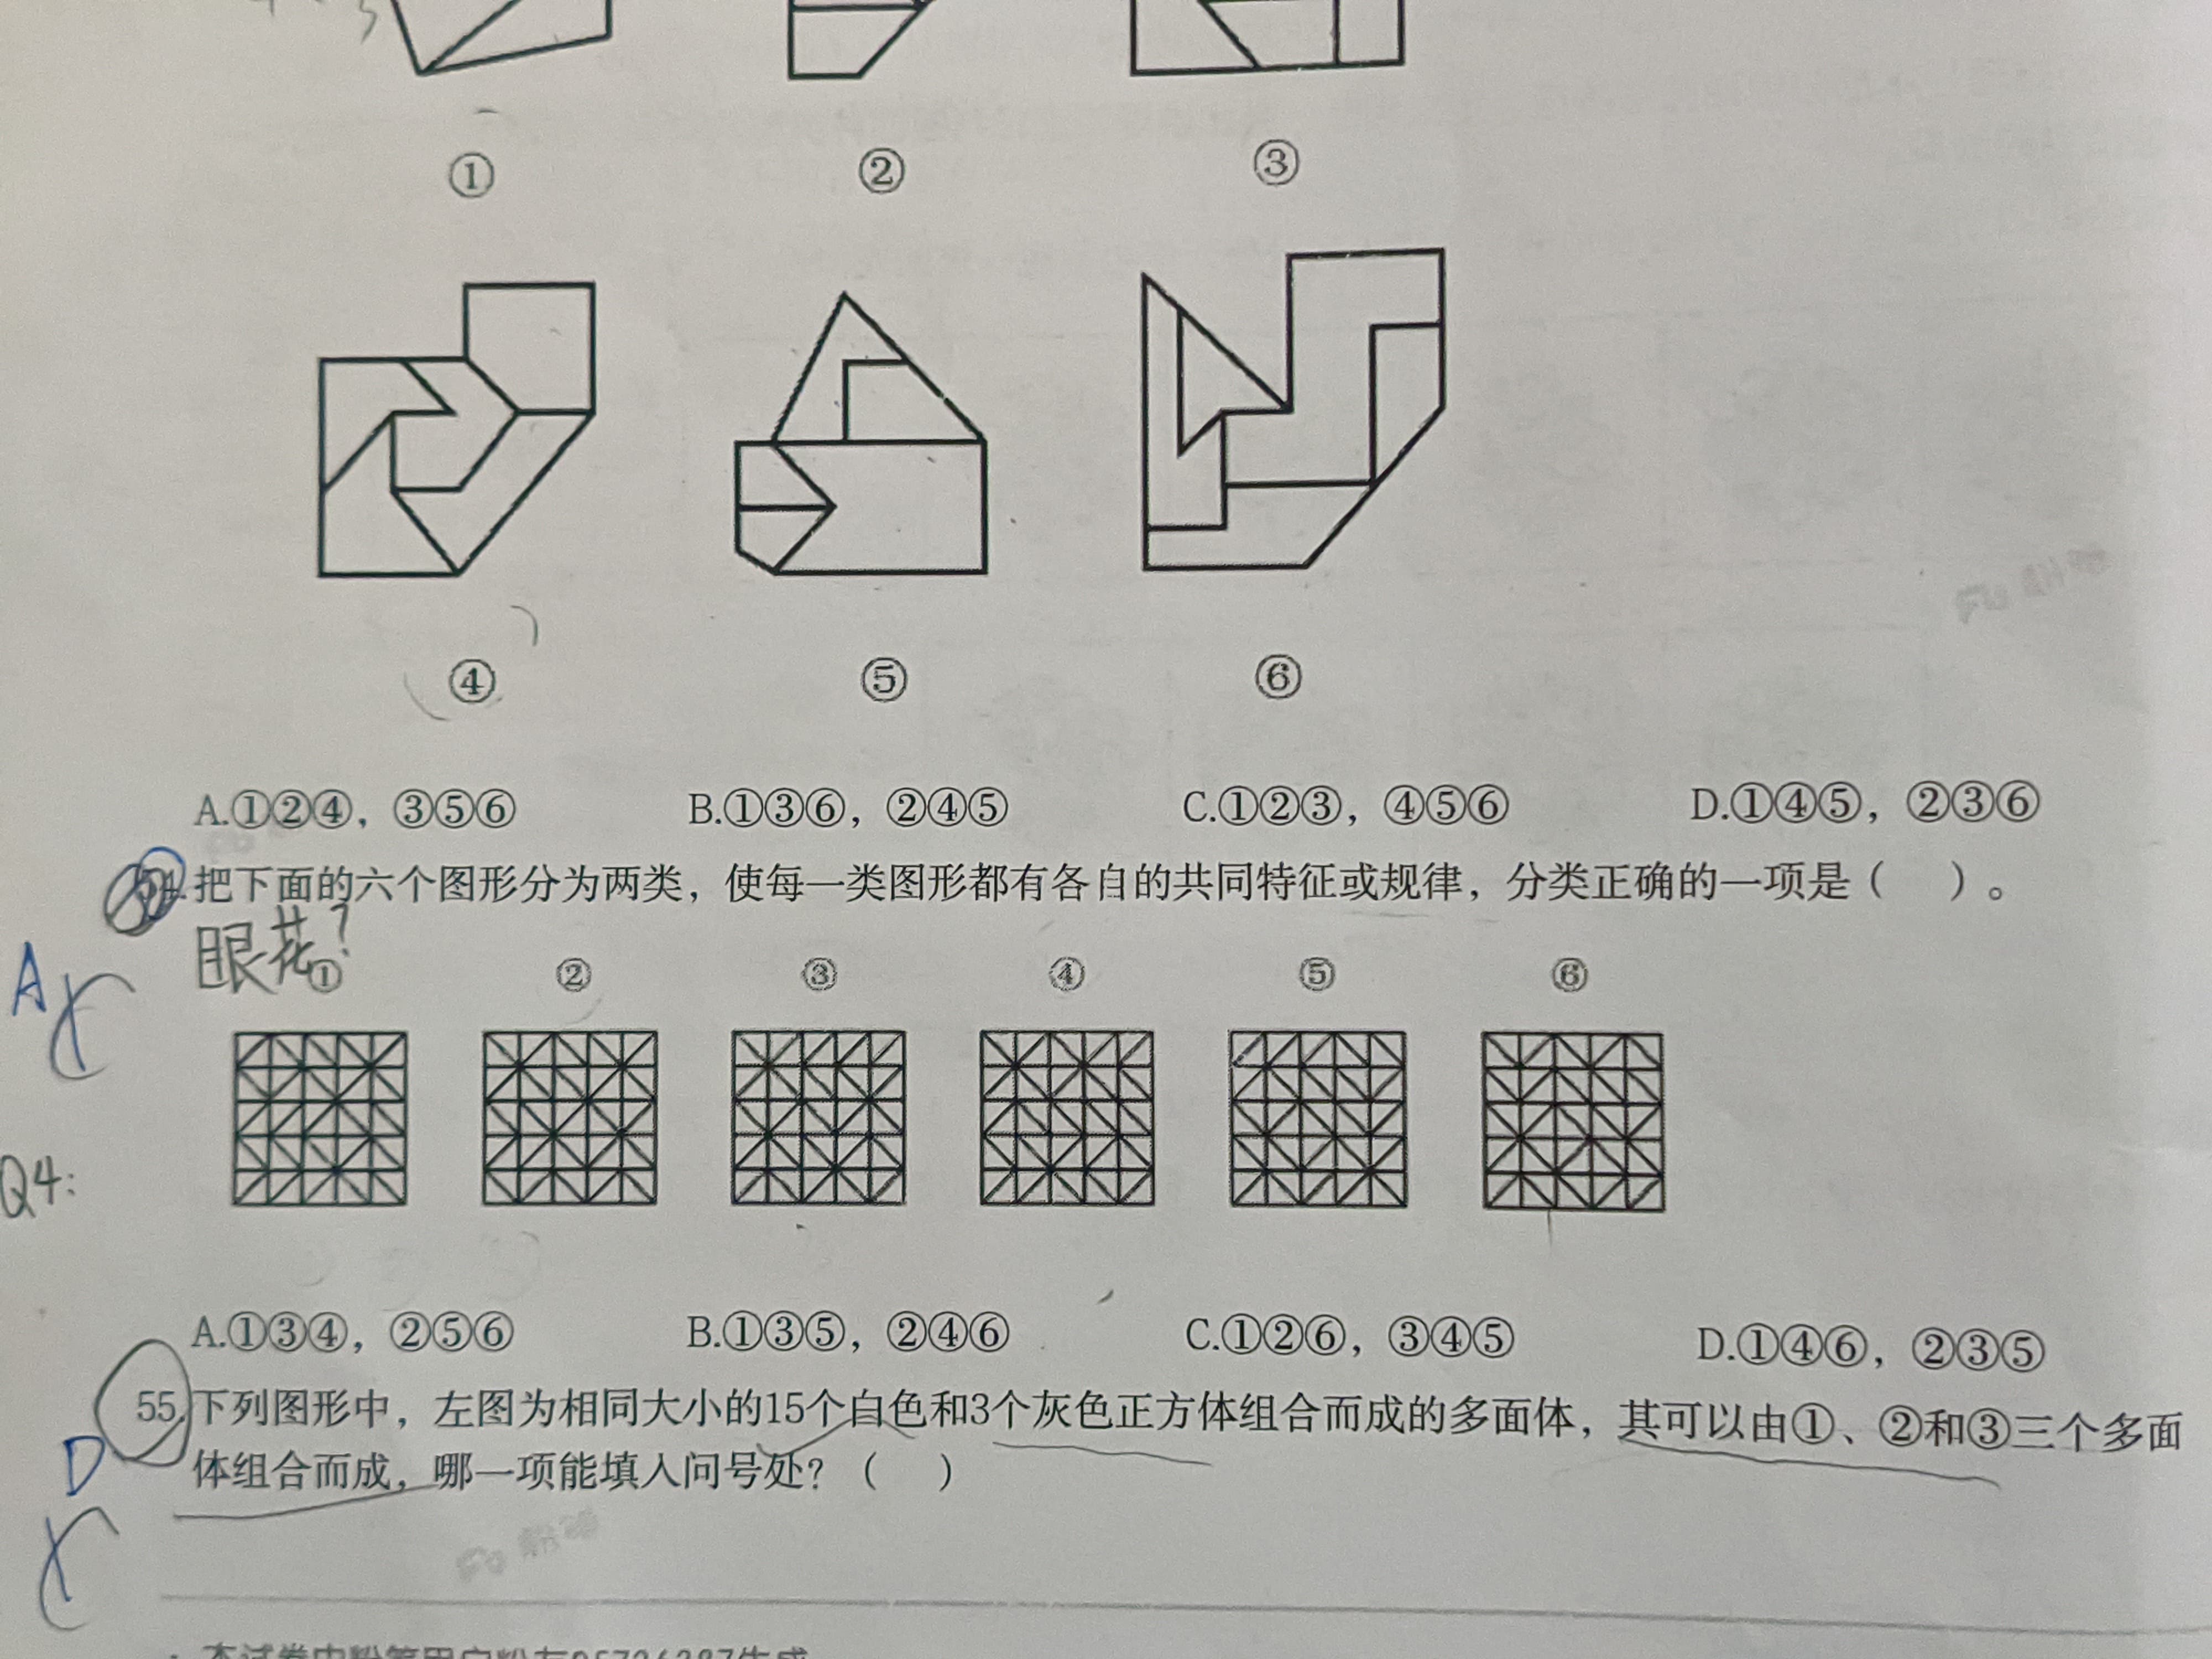 ① ② ③
④ ⑤ ⑥
A.①②④，③⑤⑥ B.①③⑥，②④⑤ C.①②③，④⑤⑥ D.①④⑤，②③⑥
把下面的六个图形分为两类，使每一类图形都有各自的共同特征或规律，分类正确的一项是（ ）。
眼花？
A
① ② ③ ④ ⑤ ⑥
Q4:
A.①③④，②⑤⑥ B.①③⑤，②④⑥ C.①②⑥，③④⑤ D.①④⑥，②③⑤
55.下列图形中，左图为相同大小的15个白色和3个灰色正方体组合而成的多面体，其可以由①、②和③三个多面
体组合而成，哪一项能填入问号处？（ ）
D